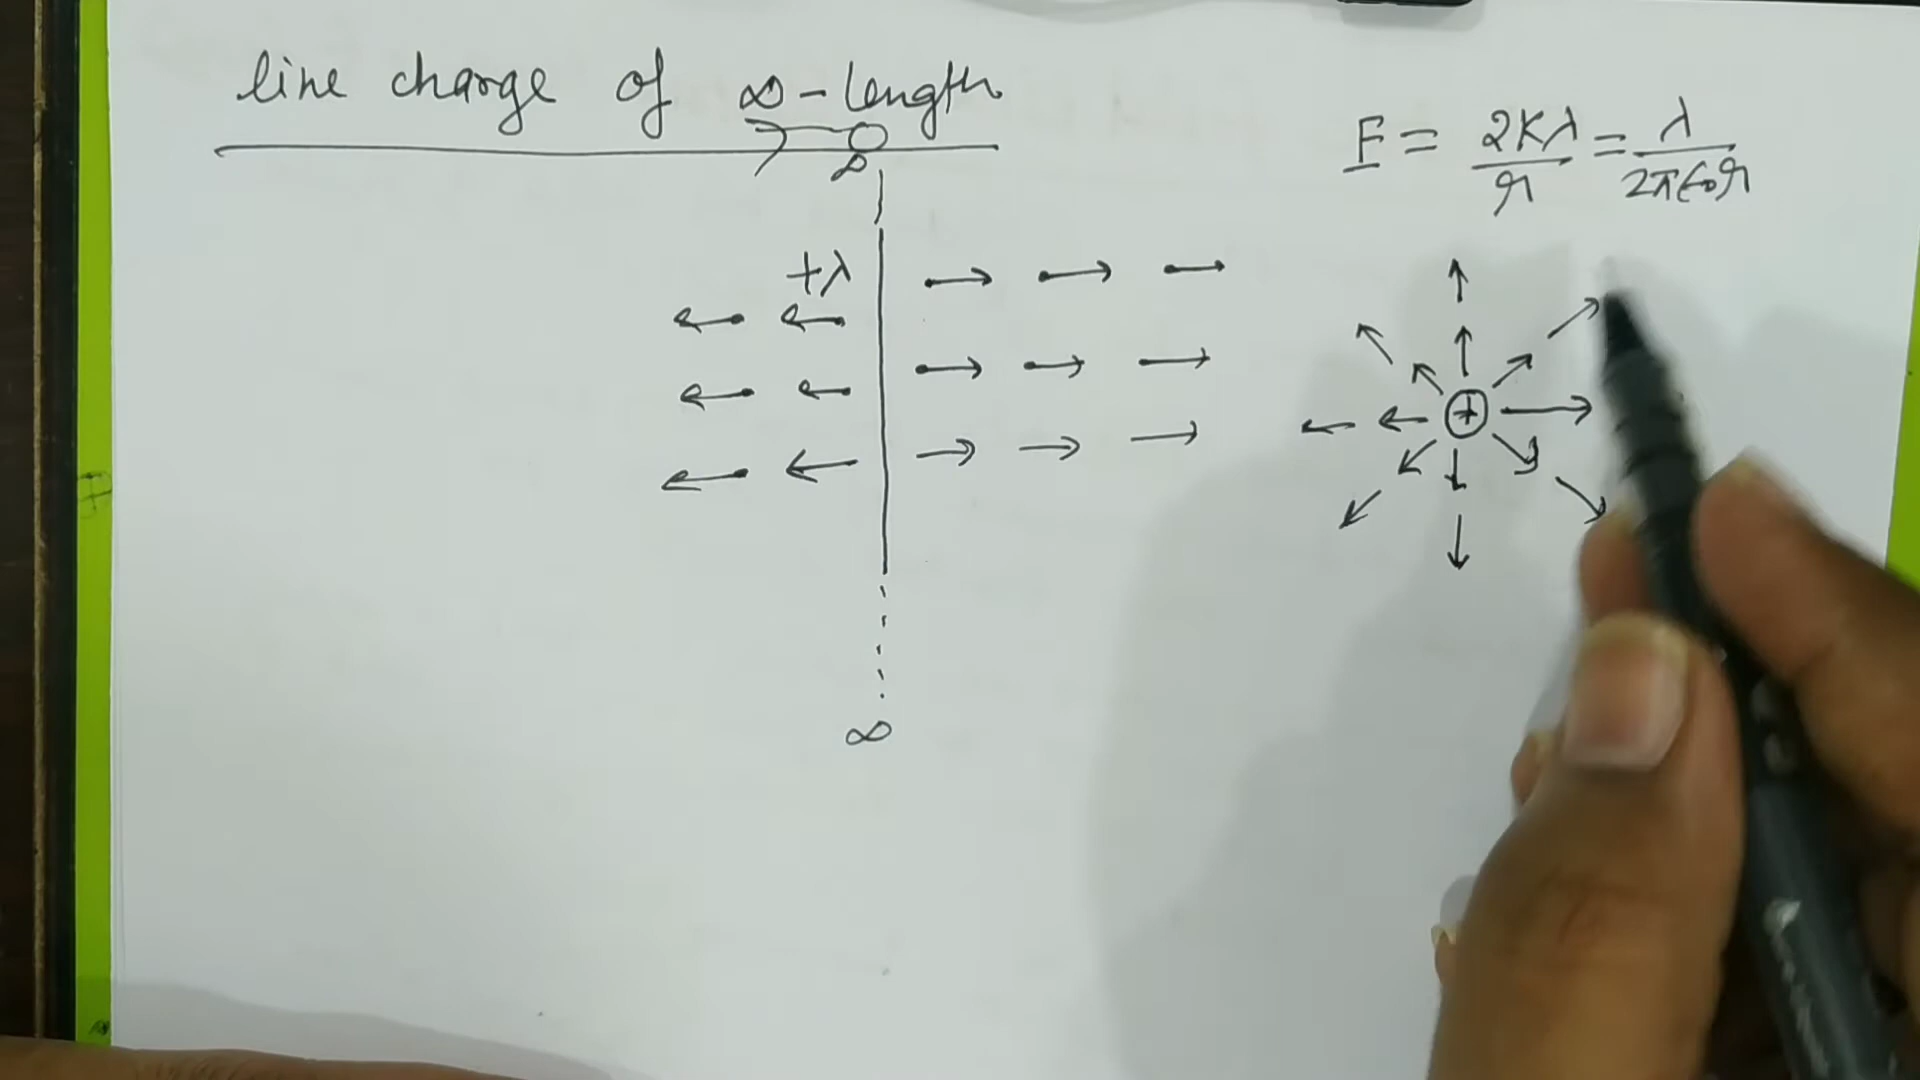 line charge of ∞-length
E = 2Kλ/r = λ/2πϵ₀r
∞
+λ
+
∞